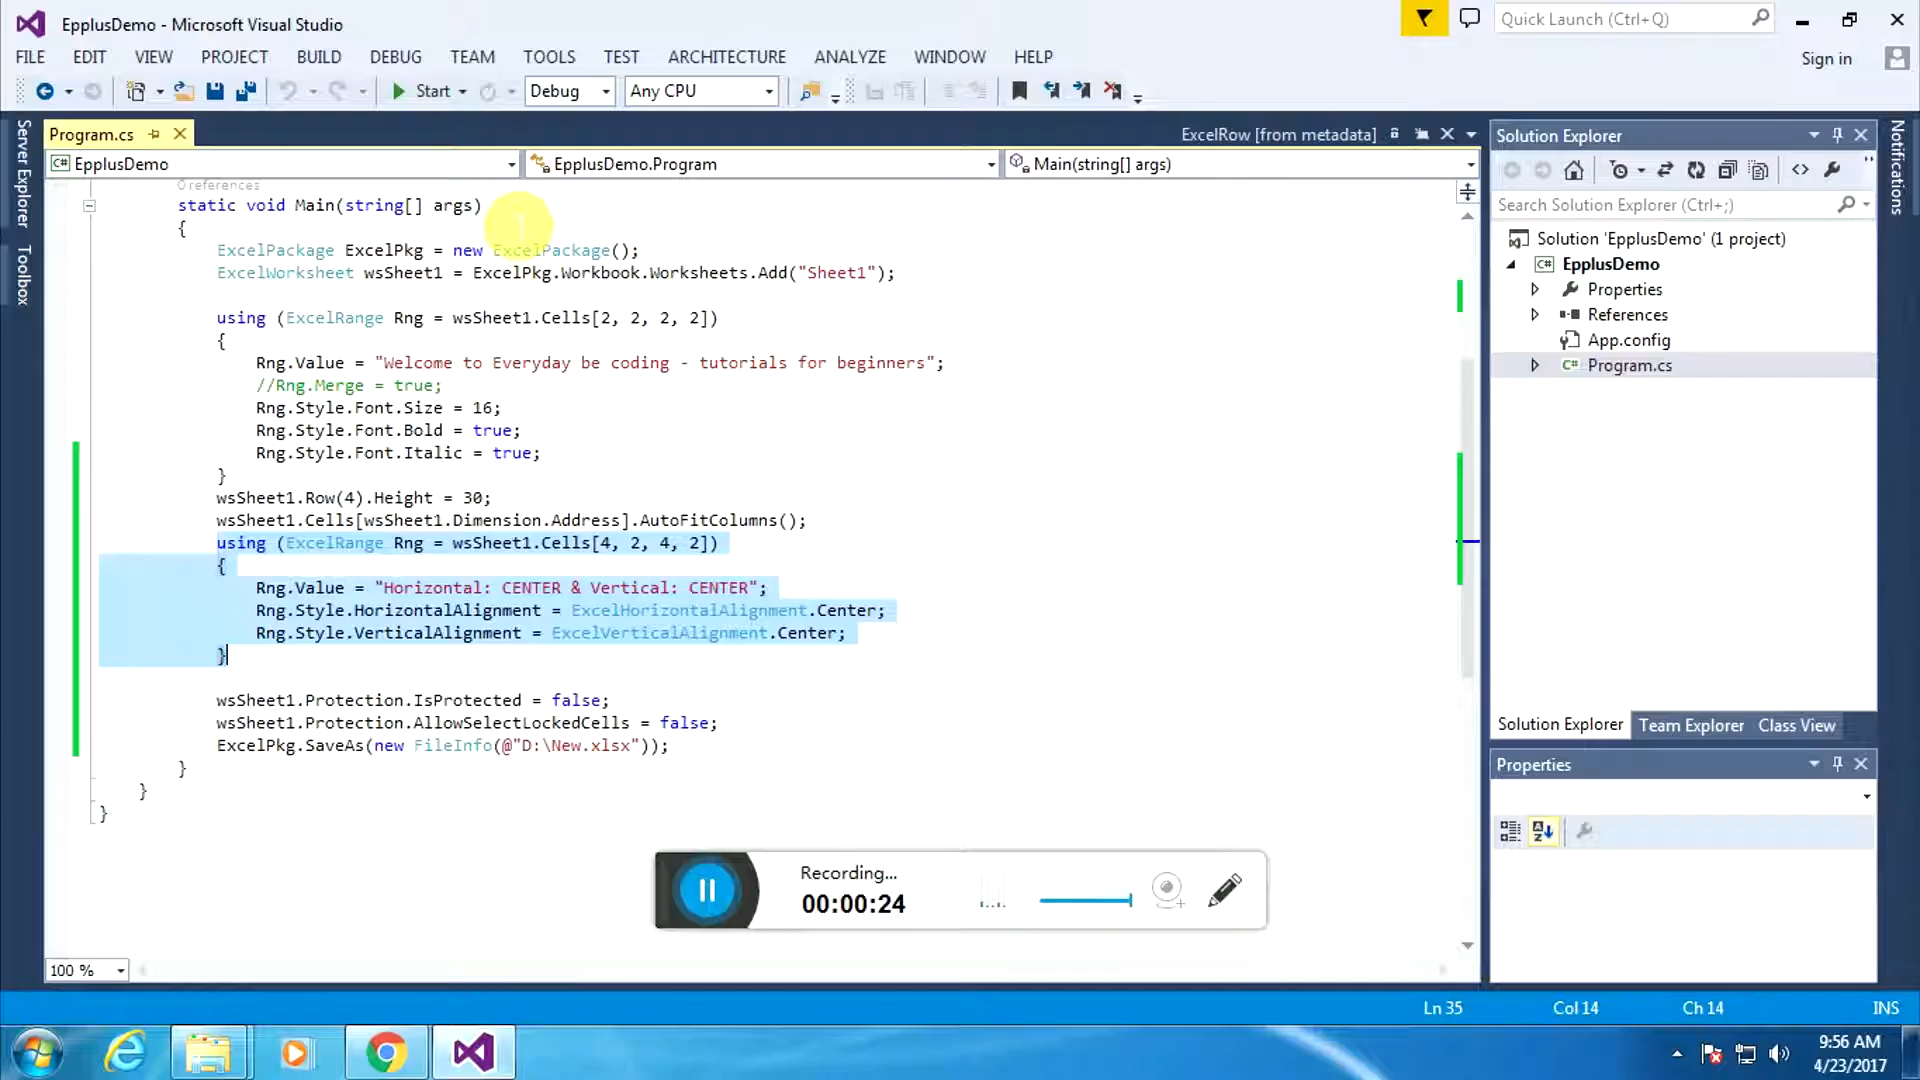 EpplusDemo - Microsoft Visual Studio
Quick Launch (Ctrl+Q)
FILE EDIT VIEW PROJECT BUILD DEBUG TEAM TOOLS TEST ARCHITECTURE ANALYZE WINDOW HELP
Sign in
Start Debug Any CPU
Server Explorer
Toolbox
Program.cs
ExcelRow [from metadata]
EpplusDemo
EpplusDemo.Program
Main(string[] args)
0 references
static void Main(string[] args)
{
ExcelPackage ExcelPkg = new ExcelPackage();
ExcelWorksheet wsSheet1 = ExcelPkg.Workbook.Worksheets.Add("Sheet1");
using (ExcelRange Rng = wsSheet1.Cells[2, 2, 2, 2])
{
Rng.Value = "Welcome to Everyday be coding - tutorials for beginners";
//Rng.Merge = true;
Rng.Style.Font.Size = 16;
Rng.Style.Font.Bold = true;
Rng.Style.Font.Italic = true;
}
wsSheet1.Row(4).Height = 30;
wsSheet1.Cells[wsSheet1.Dimension.Address].AutoFitColumns();
using (ExcelRange Rng = wsSheet1.Cells[4, 2, 4, 2])
{
Rng.Value = "Horizontal: CENTER & Vertical: CENTER";
Rng.Style.HorizontalAlignment = ExcelHorizontalAlignment.Center;
Rng.Style.VerticalAlignment = ExcelVerticalAlignment.Center;
}
wsSheet1.Protection.IsProtected = false;
wsSheet1.Protection.AllowSelectLockedCells = false;
ExcelPkg.SaveAs(new FileInfo(@"D:\New.xlsx"));
}
}
}
Recording...
00:00:24
100 %
Solution Explorer
Search Solution Explorer (Ctrl+;)
Solution 'EpplusDemo' (1 project)
EpplusDemo
Properties
References
App.config
Program.cs
Solution Explorer Team Explorer Class View
Properties
Notifications
Ln 35 Col 14 Ch 14 INS
9:56 AM
4/23/2017